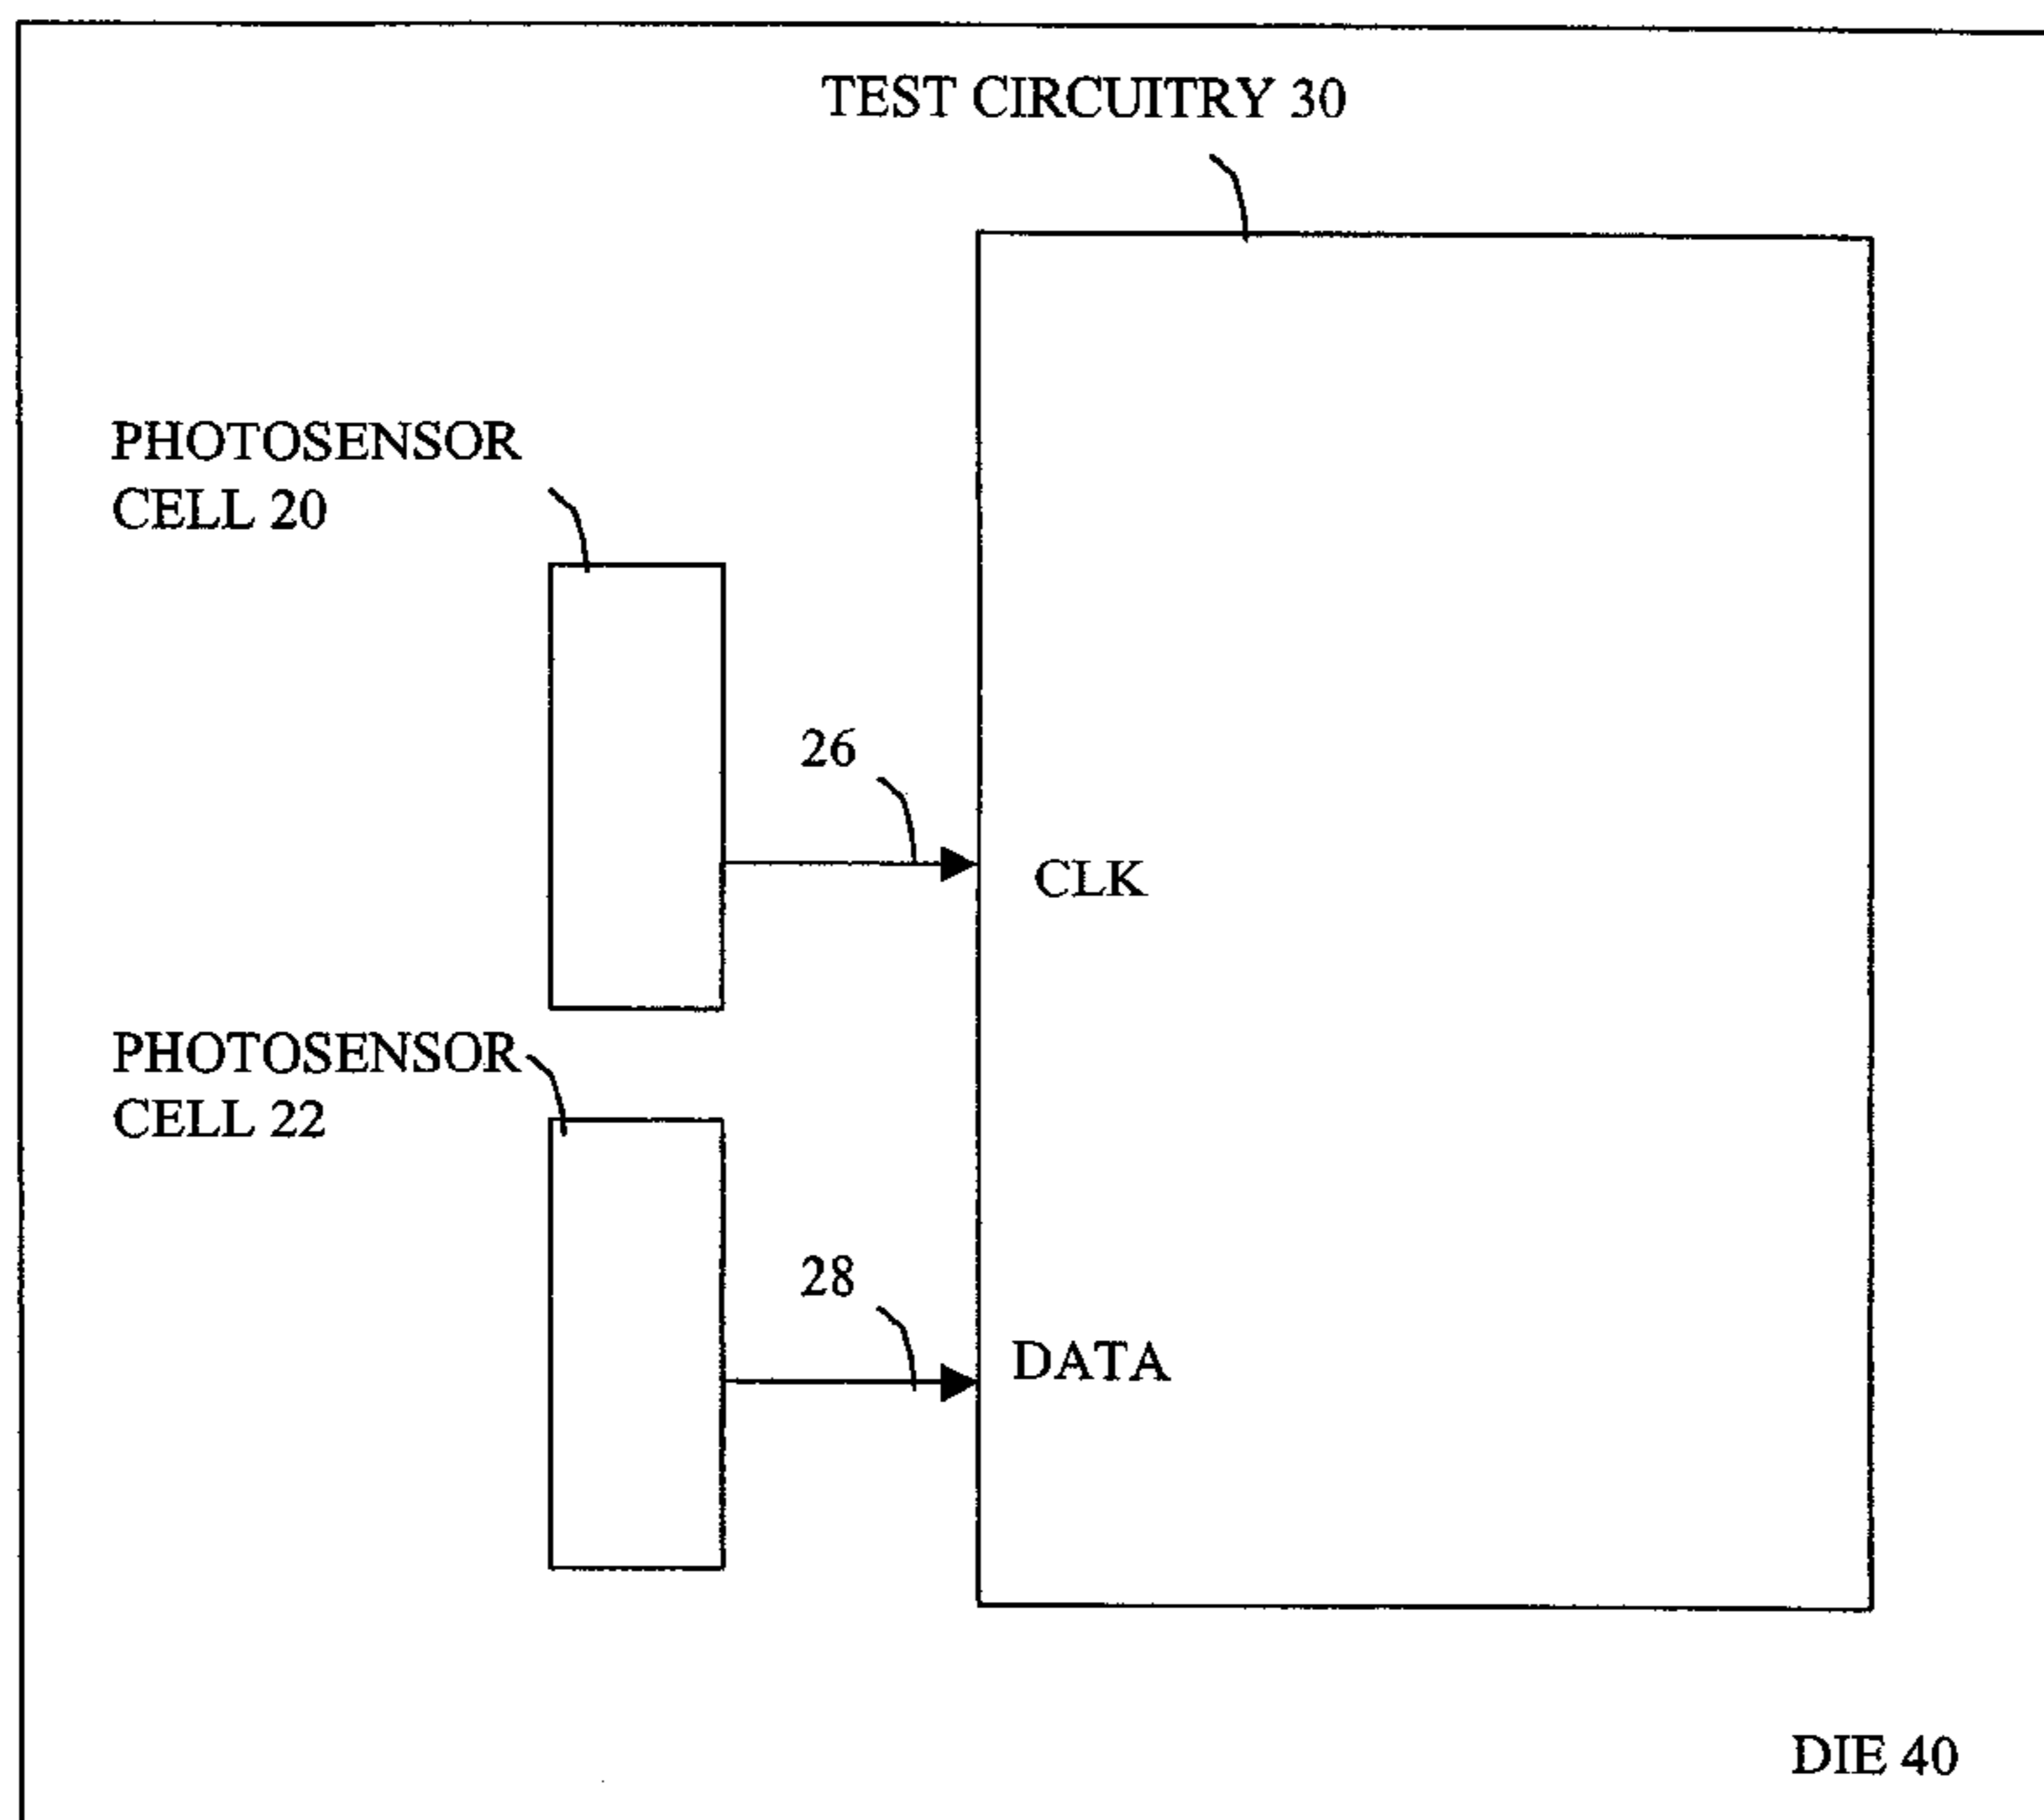 TEST CIRCUITRY 30
PHOTOSENSOR
CELL 20
26
CLK
PHOTOSENSOR
CELL 22
28
DATA
DIE 40